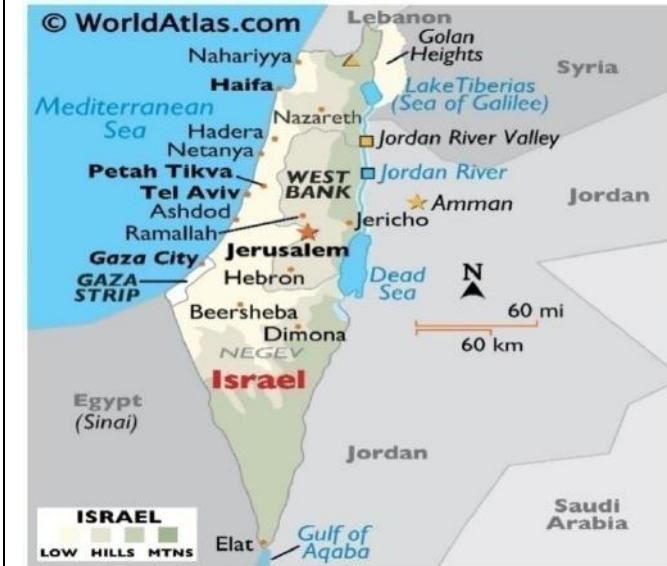 © WorldAtlas.com
Lebanon
Nahariyya
Golan
Heights
Syria
Haifa
Lake Tiberias
(Sea of Galilee)
Mediterranean
Sea
Nazareth
Hadera
Netanya
Jordan River Valley
Petah Tikva
WEST
BANK
Jordan River
Tel Aviv
Amman
Jordan
Ashdod
Ramallah
Jericho
Jerusalem
Gaza City
GAZA
STRIP
Hebron
Dead
Sea
N
Beersheba
60 mi
60 km
Dimona
NEGEV
Israel
Egypt
(Sinai)
Jordan
Saudi
Arabia
ISRAEL
LOW HILLS MTNS
Elat
Gulf of
Aqaba